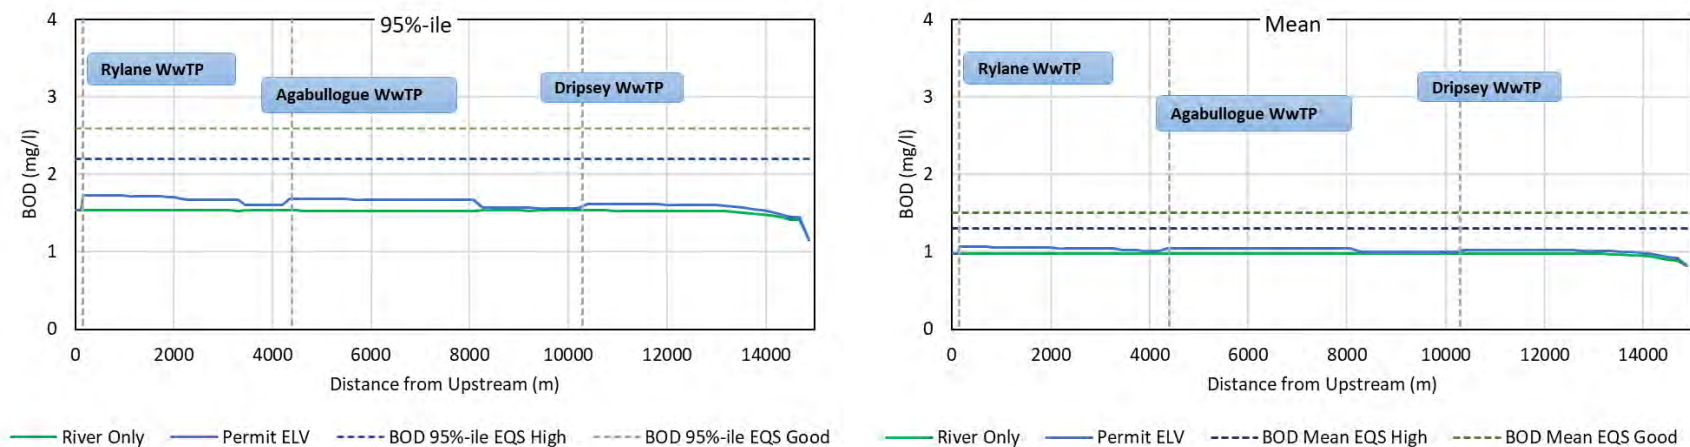 95%-ile
4
3
2
1
0
BOD (mg/l)
Rylane WwTP
Agabullogue WwTP
Dripsey WwTP
0 2000 4000 6000 8000 10000 12000 14000
Distance from Upstream (m)
River Only Permit ELV BOD 95%-ile EQS High BOD 95%-ile EQS Good
Mean
4
3
2
1
0
BOD (mg/l)
Rylane WwTP
Agabullogue WwTP
Dripsey WwTP
0 2000 4000 6000 8000 10000 12000 14000
Distance from Upstream (m)
River Only Permit ELV BOD Mean EQS High BOD Mean EQS Good